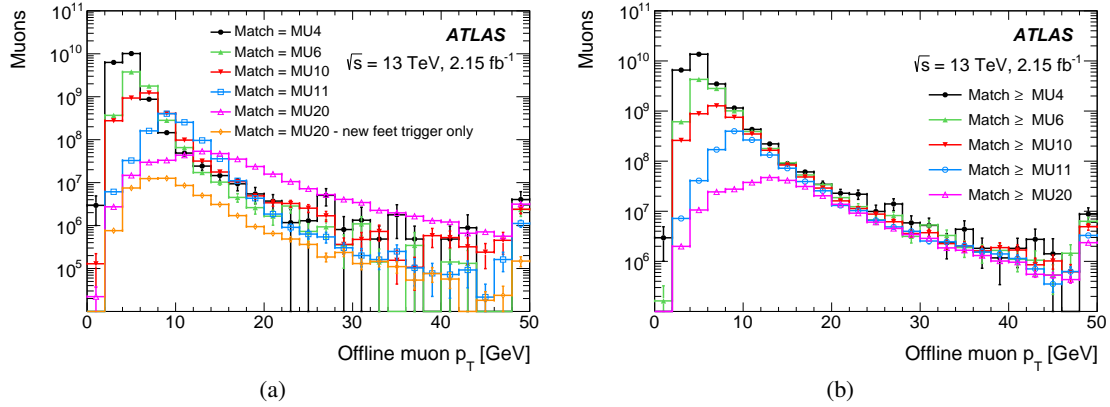 Muons
10^11
10^10
10^9
10^8
10^7
10^6
10^5
Match = MU4
Match = MU6
Match = MU10
Match = MU11
Match = MU20
Match = MU20 - new feet trigger only
ATLAS
√s = 13 TeV, 2.15 fb^-1
0 10 20 30 40 50
Offline muon p_T [GeV]
(a)
Muons
10^11
10^10
10^9
10^8
10^7
10^6
ATLAS
√s = 13 TeV, 2.15 fb^-1
Match ≥ MU4
Match ≥ MU6
Match ≥ MU10
Match ≥ MU11
Match ≥ MU20
0 10 20 30 40 50
Offline muon p_T [GeV]
(b)